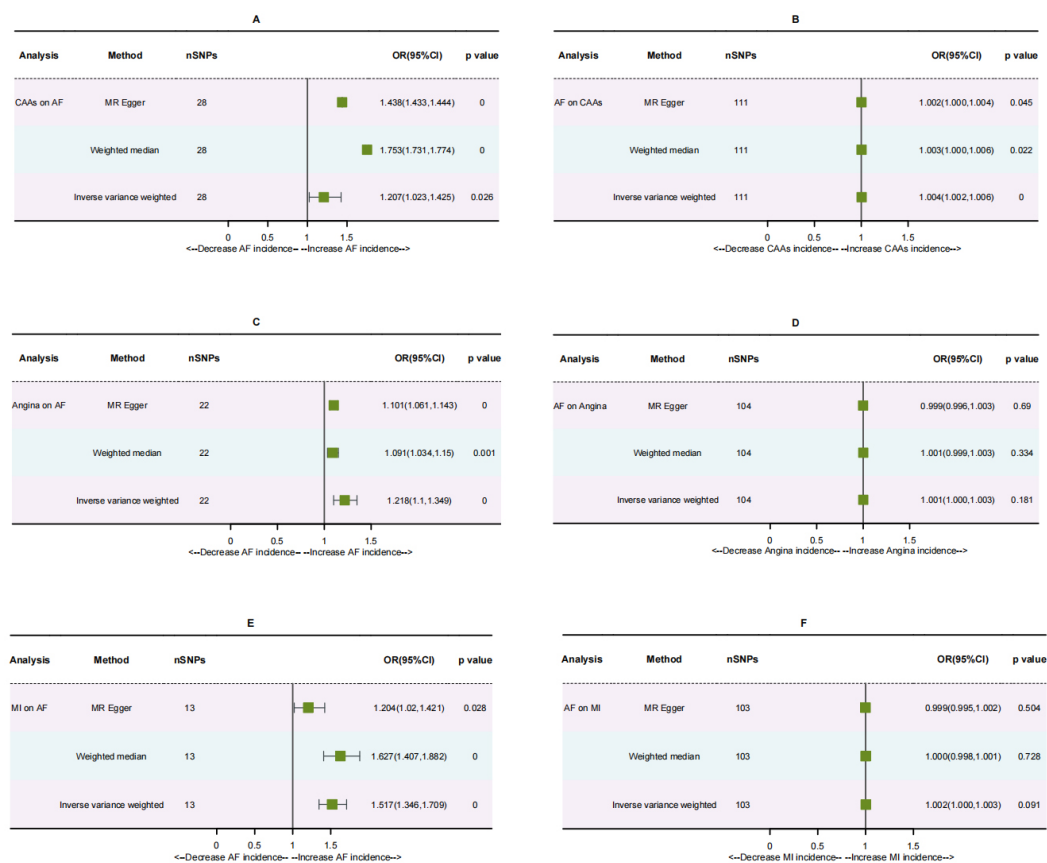 A
Analysis Method nSNPs OR(95%CI) p value
CAAs on AF MR Egger 28 1.438(1.433,1.444) 0
Weighted median 28 1.753(1.731,1.774) 0
Inverse variance weighted 28 1.207(1.023,1.425) 0.026
0 0.5 1 1.5
<--Decrease AF incidence-- --Increase AF incidence-->
B
Analysis Method nSNPs OR(95%CI) p value
AF on CAAs MR Egger 111 1.002(1.000,1.004) 0.045
Weighted median 111 1.003(1.000,1.006) 0.022
Inverse variance weighted 111 1.004(1.002,1.006) 0
0 0.5 1 1.5
<--Decrease CAAs incidence-- --Increase CAAs incidence-->
C
Analysis Method nSNPs OR(95%CI) p value
Angina on AF MR Egger 22 1.101(1.061,1.143) 0
Weighted median 22 1.091(1.034,1.15) 0.001
Inverse variance weighted 22 1.218(1.1,1.349) 0
0 0.5 1 1.5
<--Decrease AF incidence-- --Increase AF incidence-->
D
Analysis Method nSNPs OR(95%CI) p value
AF on Angina MR Egger 104 0.999(0.996,1.003) 0.69
Weighted median 104 1.001(0.999,1.003) 0.334
Inverse variance weighted 104 1.001(1.000,1.003) 0.181
0 0.5 1 1.5
<--Decrease Angina incidence-- --Increase Angina incidence-->
E
Analysis Method nSNPs OR(95%CI) p value
MI on AF MR Egger 13 1.204(1.02,1.421) 0.028
Weighted median 13 1.627(1.407,1.882) 0
Inverse variance weighted 13 1.517(1.346,1.709) 0
0 0.5 1 1.5
<--Decrease AF incidence-- --Increase AF incidence-->
F
Analysis Method nSNPs OR(95%CI) p value
AF on MI MR Egger 103 0.999(0.995,1.002) 0.504
Weighted median 103 1.000(0.998,1.001) 0.728
Inverse variance weighted 103 1.002(1.000,1.003) 0.091
0 0.5 1 1.5
<--Decrease MI incidence-- --Increase MI incidence-->